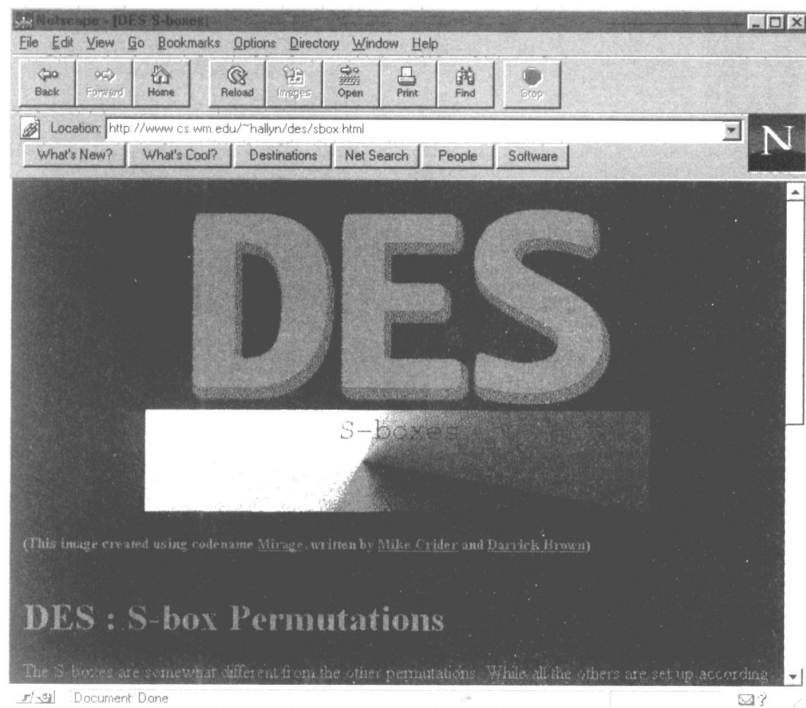 Netscape - [DES S-boxes]
File Edit View Go Bookmarks Options Directory Window Help
Back Forward Home Reload Images Open Print Find Stop
Location: http://www.cs.wm.edu/~hallyn/des/sbox.html
N
What's New? What's Cool? Destinations Net Search People Software
DES
S-boxes
(This image created using codename Mirage, written by Mike Crider and Darrick Brown)
DES : S-box Permutations
The S-boxes are somewhat different from the other permutations. While all the others are set up according
Document: Done